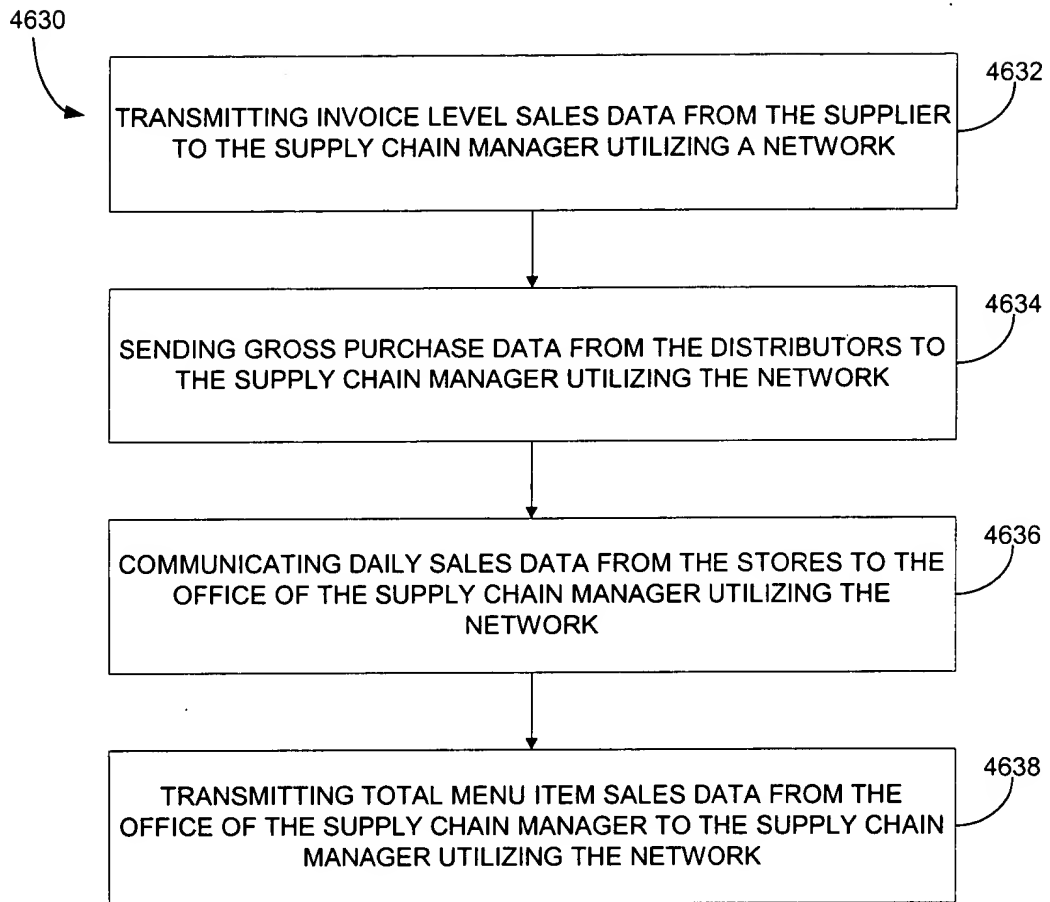 4630
4632
TRANSMITTING INVOICE LEVEL SALES DATA FROM THE SUPPLIER
TO THE SUPPLY CHAIN MANAGER UTILIZING A NETWORK
4634
SENDING GROSS PURCHASE DATA FROM THE DISTRIBUTORS TO
THE SUPPLY CHAIN MANAGER UTILIZING THE NETWORK
4636
COMMUNICATING DAILY SALES DATA FROM THE STORES TO THE
OFFICE OF THE SUPPLY CHAIN MANAGER UTILIZING THE
NETWORK
4638
TRANSMITTING TOTAL MENU ITEM SALES DATA FROM THE
OFFICE OF THE SUPPLY CHAIN MANAGER TO THE SUPPLY CHAIN
MANAGER UTILIZING THE NETWORK